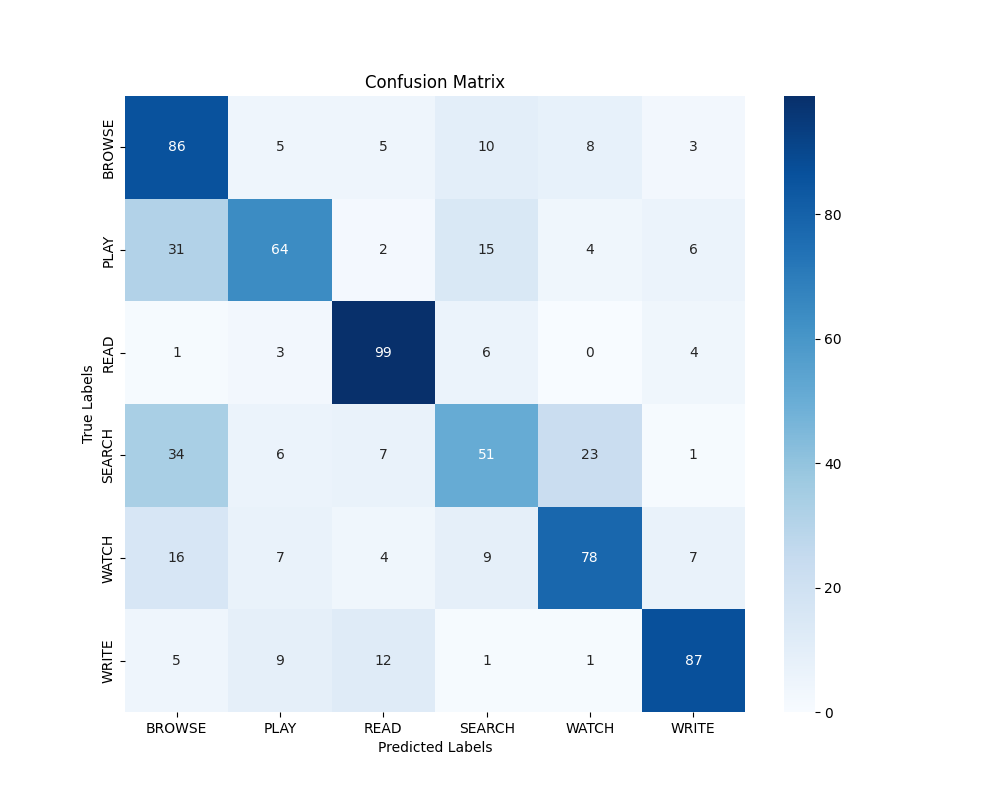 Confusion Matrix
BROWSE 86 5 5 10 8 3
PLAY 31 64 2 15 4 6
READ 1 3 99 6 0 4
SEARCH 34 6 7 51 23 1
WATCH 16 7 4 9 78 7
WRITE 5 9 12 1 1 87
BROWSE PLAY READ SEARCH WATCH WRITE
Predicted Labels
True Labels
80
60
40
20
0